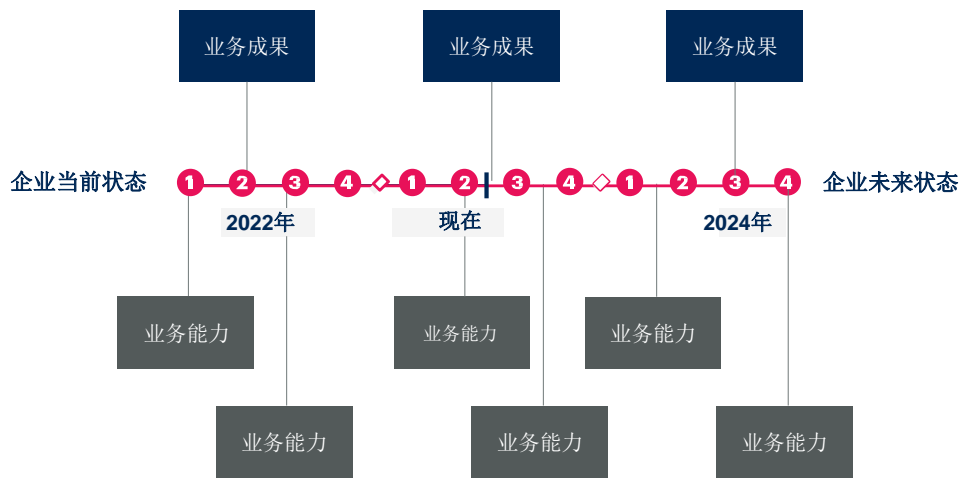 业务成果
业务成果
业务成果
企业当前状态
1 2 3 4 1 2 3 4 1 2 3 4
企业未来状态
2022年
现在
2024年
业务能力
业务能力
业务能力
业务能力
业务能力
业务能力